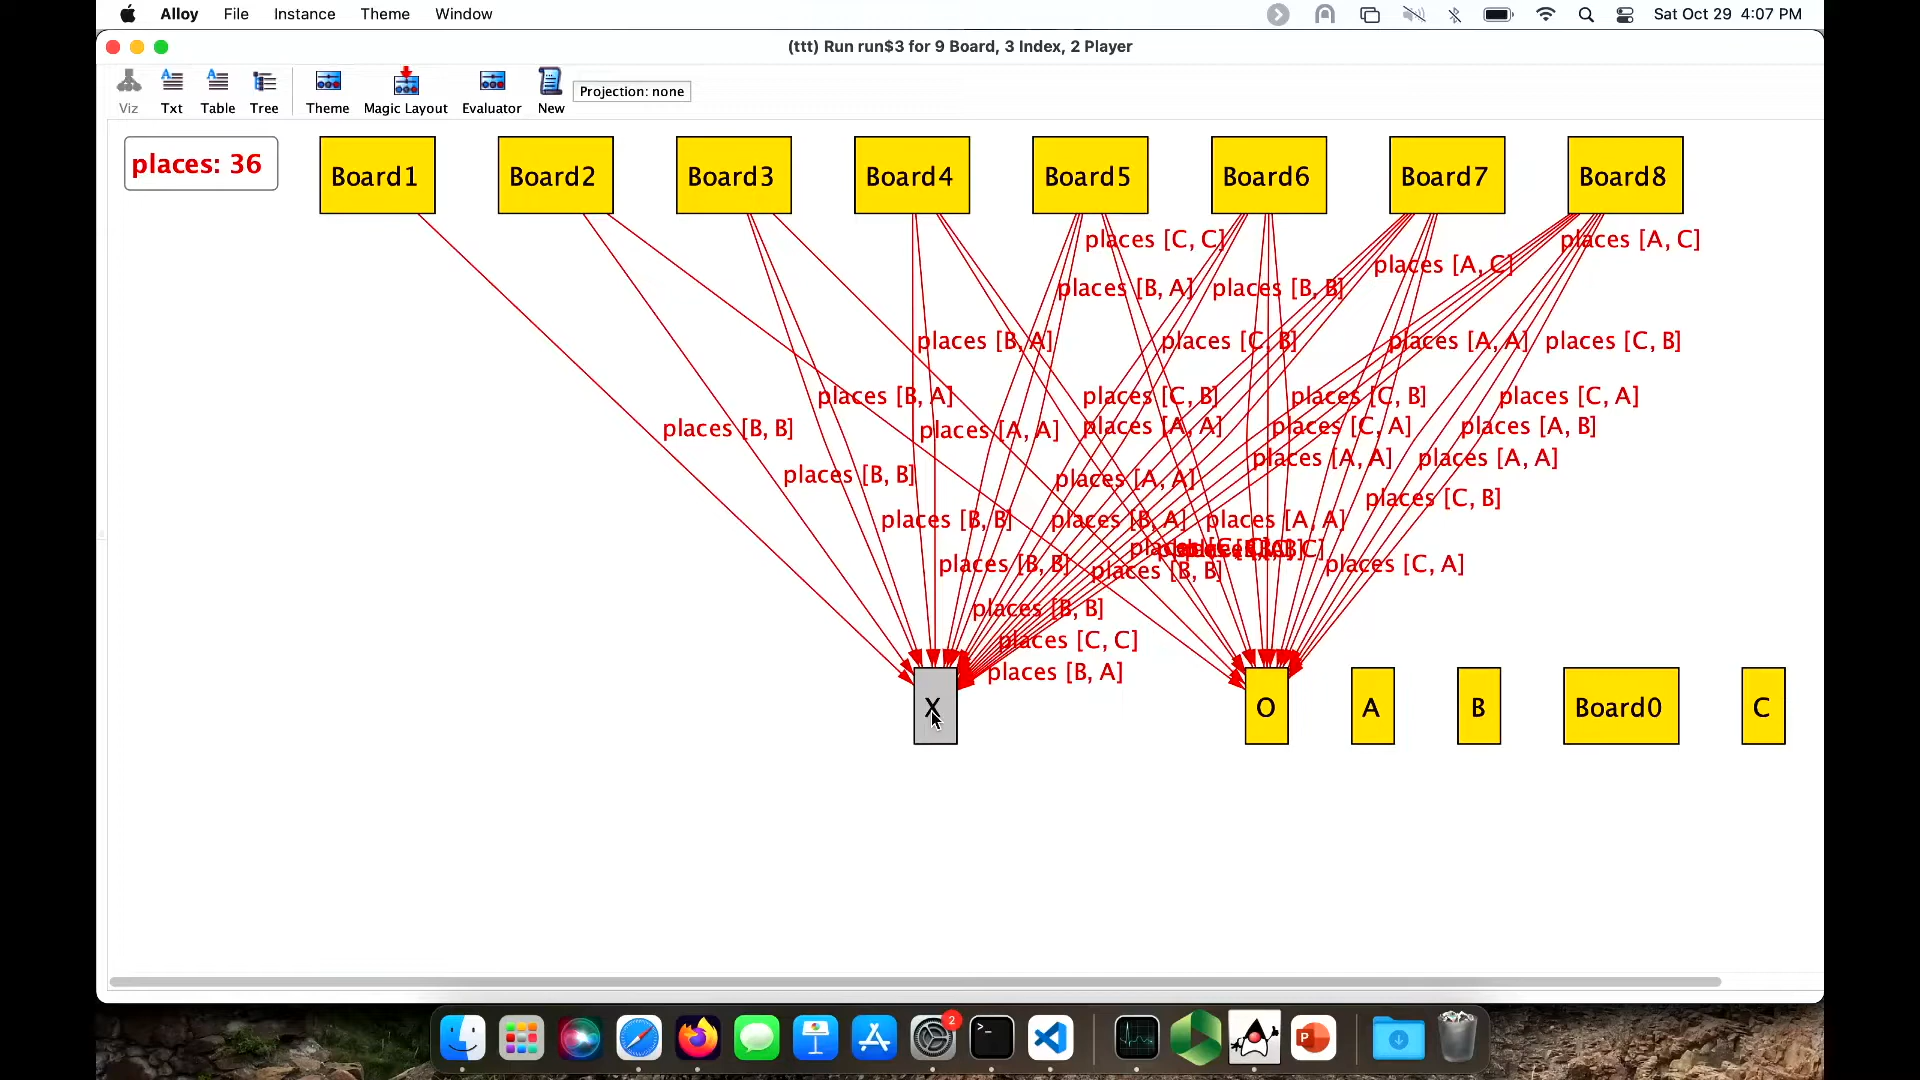 Alloy File Instance Theme Window
Sat Oct 29 4:07 PM
(ttt) Run run$3 for 9 Board, 3 Index, 2 Player
Viz Txt Table Tree Theme Magic Layout Evaluator New Projection: none
places: 36
Board1 Board2 Board3 Board4 Board5 Board6 Board7 Board8
places [C, C] places [A, C]
places [A, C]
places [B, A] places [B, B]
places [B, A] places [C, B] places [A, A] places [C, B]
places [B, A] places [C, B] places [C, B] places [C, A]
places [B, B] places [A, A] places [A, A] places [C, A] places [A, B]
places [A, A] places [A, A]
places [B, B] places [A, A]
places [C, B]
places [B, B] places [B, A] places [A, A]
places [B, B] places [B, B] places [C, A]
places [B, B]
places [C, C]
places [B, A]
X O A B Board0 C
2